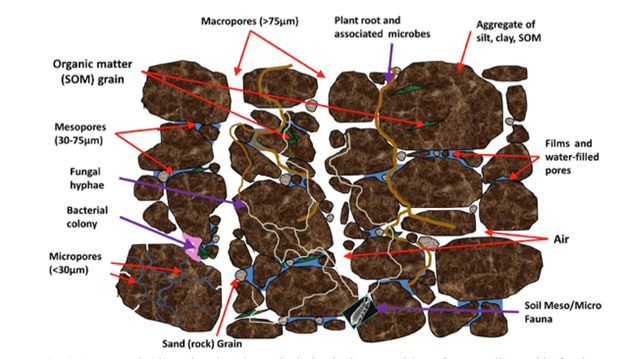 Macropores (>75µm)
Plant root and
associated microbes
Aggregate of
silt, clay, SOM
Organic matter
(SOM) grain
Mesopores
(30-75µm)
Films and
water-filled
pores
Fungal
hyphae
Bacterial
colony
Air
Micropores
(<30µm)
Soil Meso/Micro
Fauna
Sand (rock) Grain